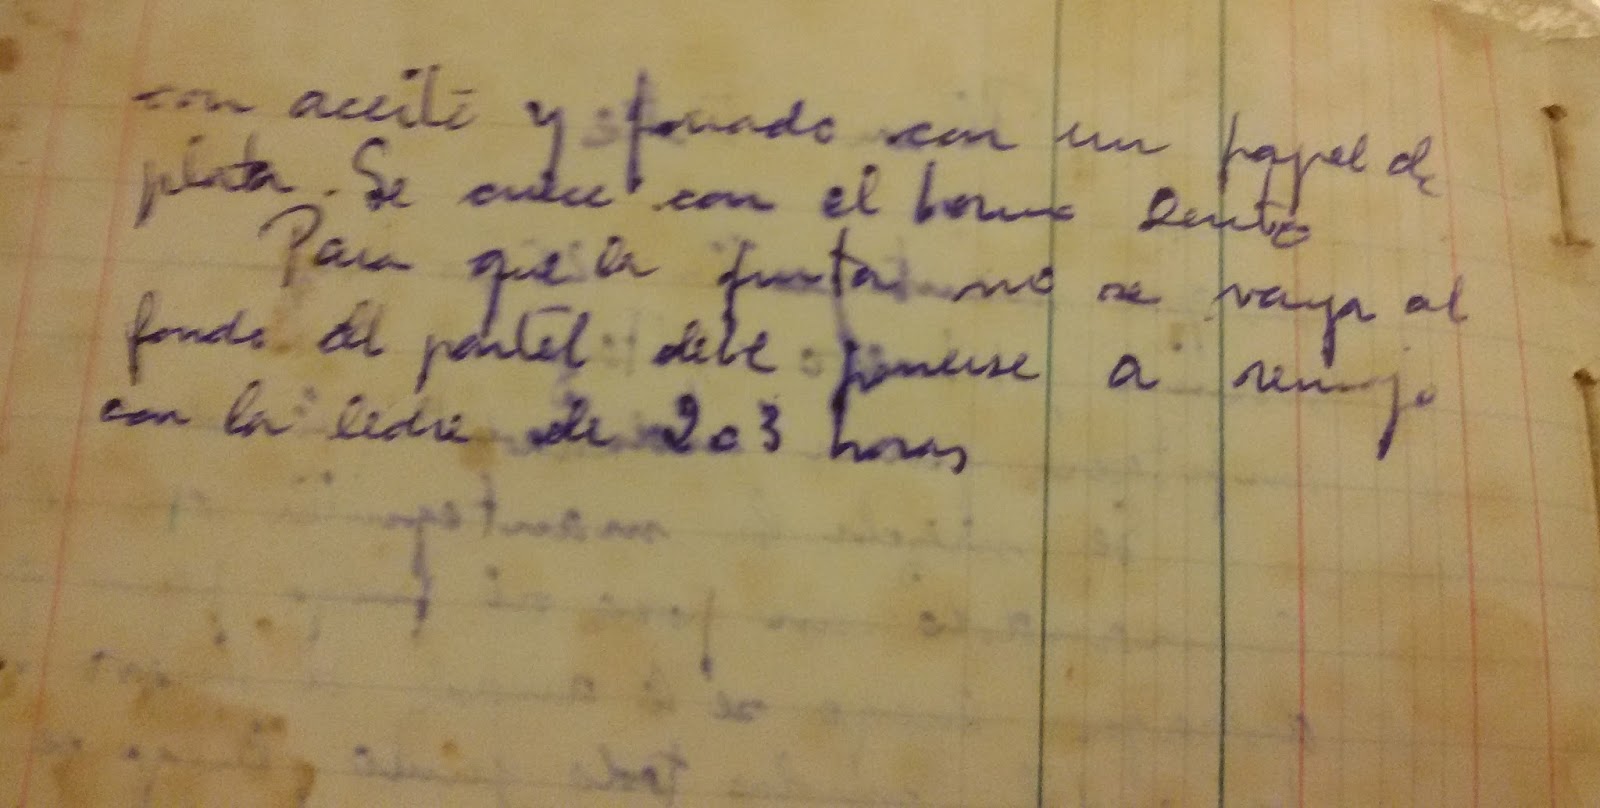 con aceite y forrado con un papel de
plata. Se cuece con el horno lento
Para que la fruta no se vaya al
fondo del pastel debe ponerse a remojo
con la leche de 2 o 3 horas